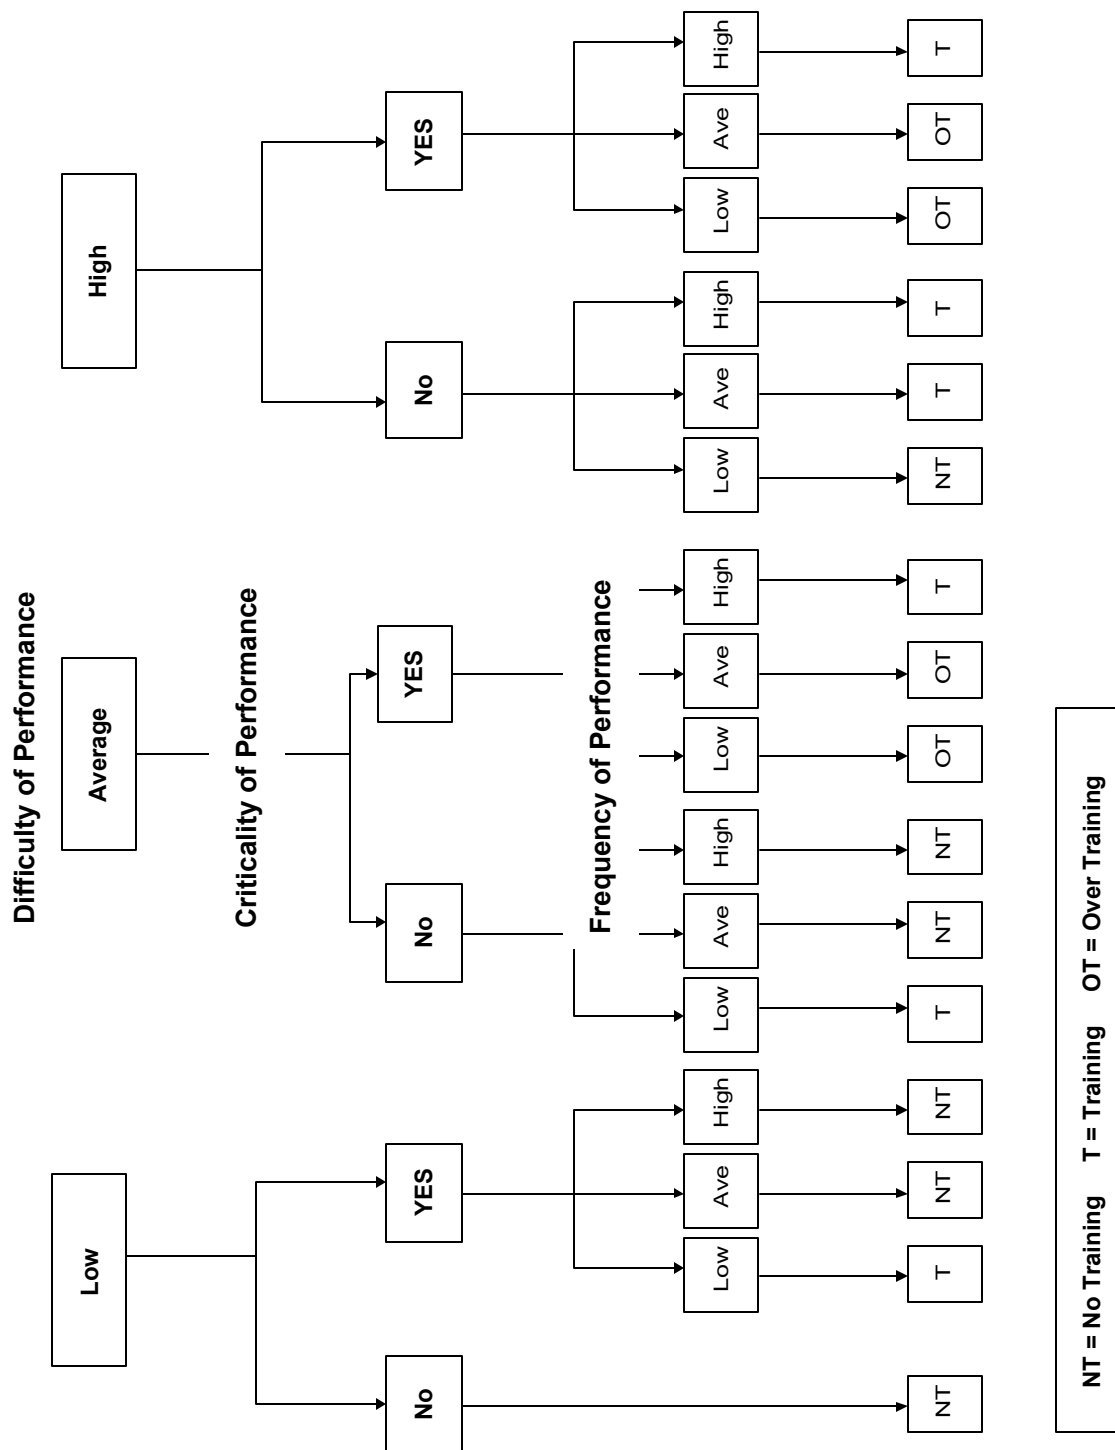 Difficulty of Performance
Low Average High
Criticality of Performance
No YES No YES No YES
Frequency of Performance
Low Ave High Low Ave High Low Ave High Low Ave High Low Ave High
NT T NT NT T NT NT OT OT T NT T T OT OT T
NT = No Training T = Training OT = Over Training